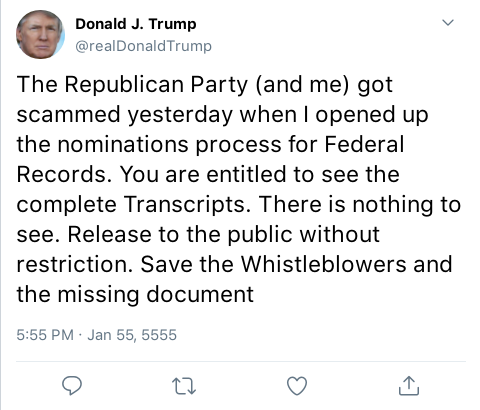 Donald J. Trump
@realDonaldTrump
The Republican Party (and me) got
scammed yesterday when I opened up
the nominations process for Federal
Records. You are entitled to see the
complete Transcripts. There is nothing to
see. Release to the public without
restriction. Save the Whistleblowers and
the missing document
5:55 PM · Jan 55, 5555